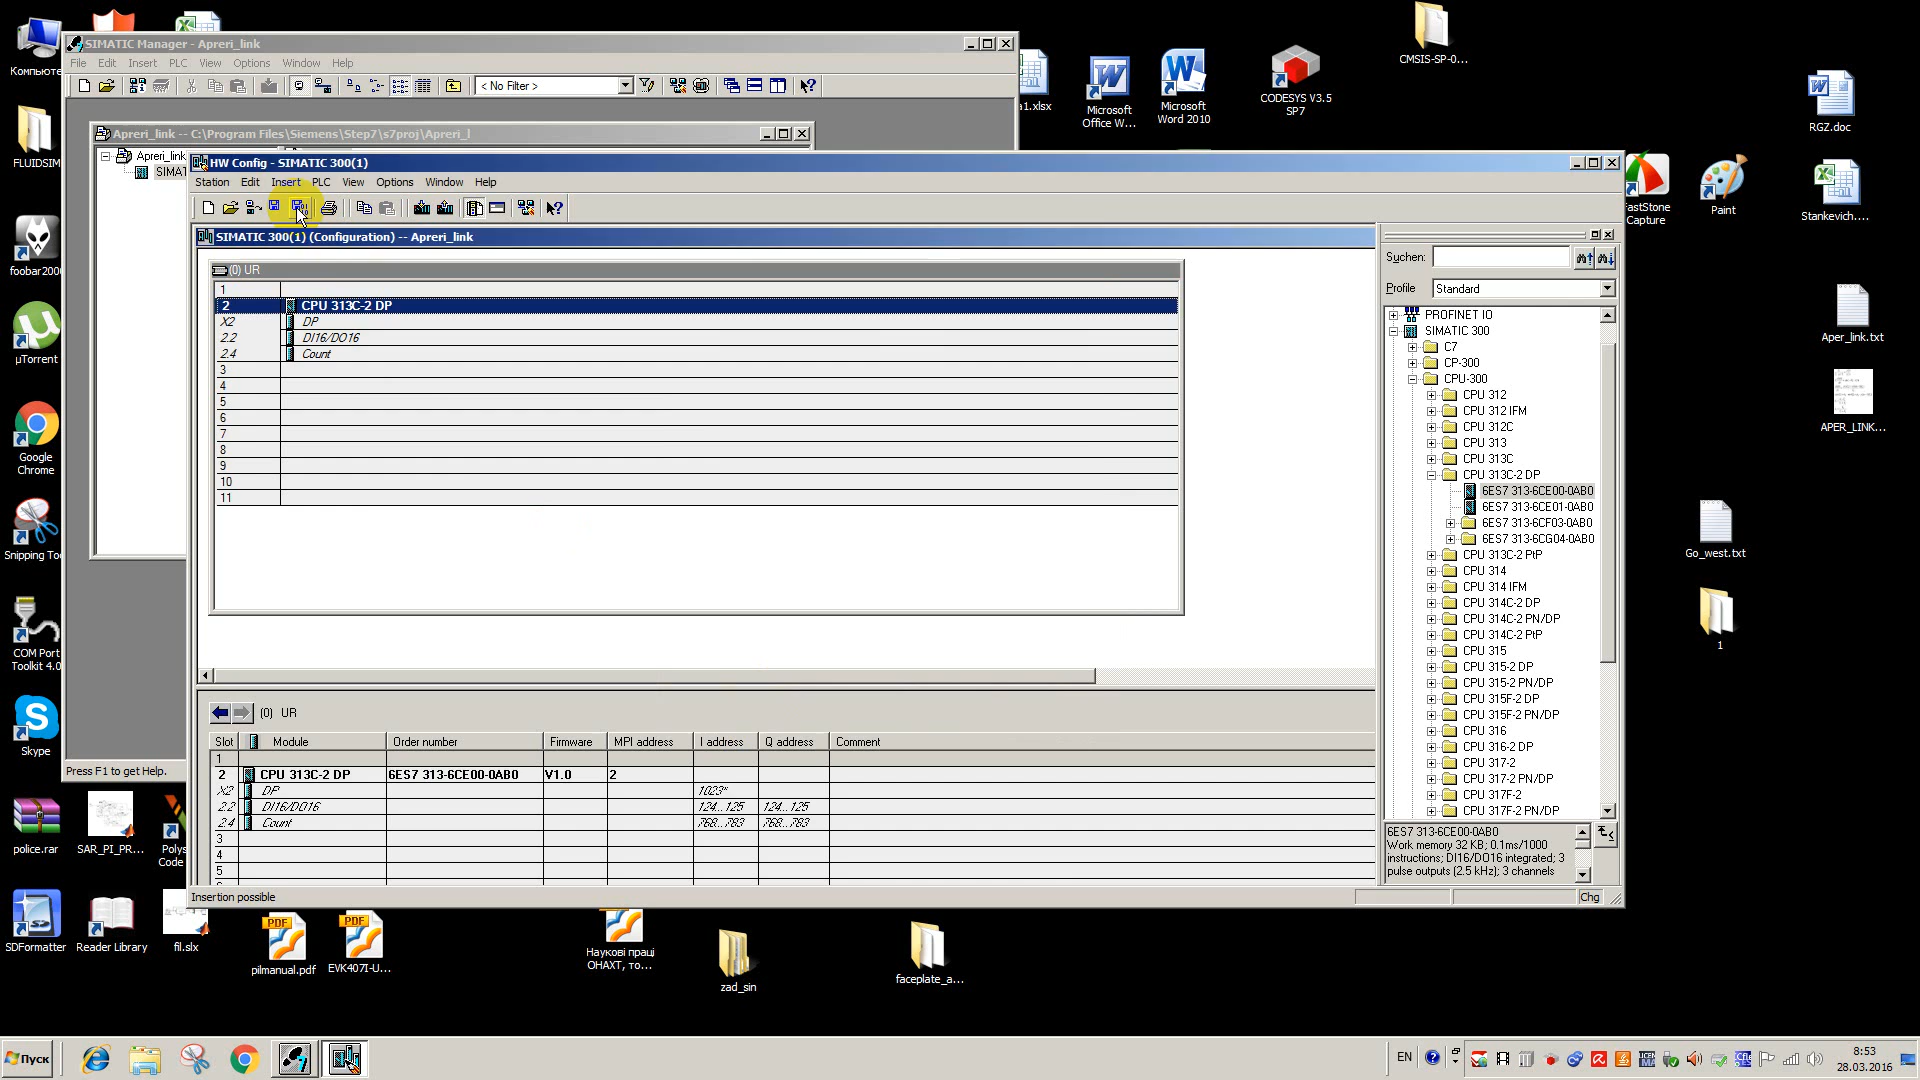 SIMATIC Manager - Apreri_link
File Edit Insert PLC View Options Window Help
< No Filter >
Apreri_link -- C:\Program Files\Siemens\Step7\s7proj\Apreri_l
Apreri_link
SIMAT
HW Config - SIMATIC 300(1)
Station Edit Insert PLC View Options Window Help
SIMATIC 300(1) (Configuration) -- Apreri_link
(0) UR
1
2 CPU 313C-2 DP
X2 DP
2.2 DI16/DO16
2.4 Count
3
4
5
6
7
8
9
10
11
(0) UR
Slot Module Order number Firmware MPI address I address Q address Comment
1
2 CPU 313C-2 DP 6ES7 313-6CE00-0AB0 V1.0 2
X2 DP 1023*
2.2 DI16/DO16 124...125 124...125
2.4 Count 768...783 768...783
3
4
5
Insertion possible
Chg
Press F1 to get Help.
Suchen:
Profile Standard
PROFINET IO
SIMATIC 300
C7
CP-300
CPU-300
CPU 312
CPU 312 IFM
CPU 312C
CPU 313
CPU 313C
CPU 313C-2 DP
6ES7 313-6CE00-0AB0
6ES7 313-6CE01-0AB0
6ES7 313-6CF03-0AB0
6ES7 313-6CG04-0AB0
CPU 313C-2 PtP
CPU 314
CPU 314 IFM
CPU 314C-2 DP
CPU 314C-2 PN/DP
CPU 314C-2 PtP
CPU 315
CPU 315-2 DP
CPU 315-2 PN/DP
CPU 315F-2 DP
CPU 315F-2 PN/DP
CPU 316
CPU 316-2 DP
CPU 317-2
CPU 317-2 PN/DP
CPU 317F-2
CPU 317F-2 PN/DP
6ES7 313-6CE00-0AB0
Work memory 32 KB; 0.1ms/1000
instructions; DI16/DO16 integrated; 3
pulse outputs (2.5 kHz); 3 channels
Компьюте
FLUIDSIM
foobar200
µTorrent
Google
Chrome
Snipping Too
COM Port
Toolkit 4.0
Skype
police.rar
SAR_PI_PR...
Polys
Code
SDFormatter
Reader Library
fil.slx
PDF
pilmanual.pdf
PDF
EVK407I-U...
Наукові праці
ОНАХТ, то...
zad_sin
faceplate_a...
a1.xlsx
Microsoft
Office W...
Microsoft
Word 2010
CODESYS V3.5
SP7
CMSIS-SP-0...
RGZ.doc
FastStone
Capture
Paint
Stankevich....
Aper_link.txt
APER_LINK...
Go_west.txt
1
Пуск
EN
8:53
28.03.2016